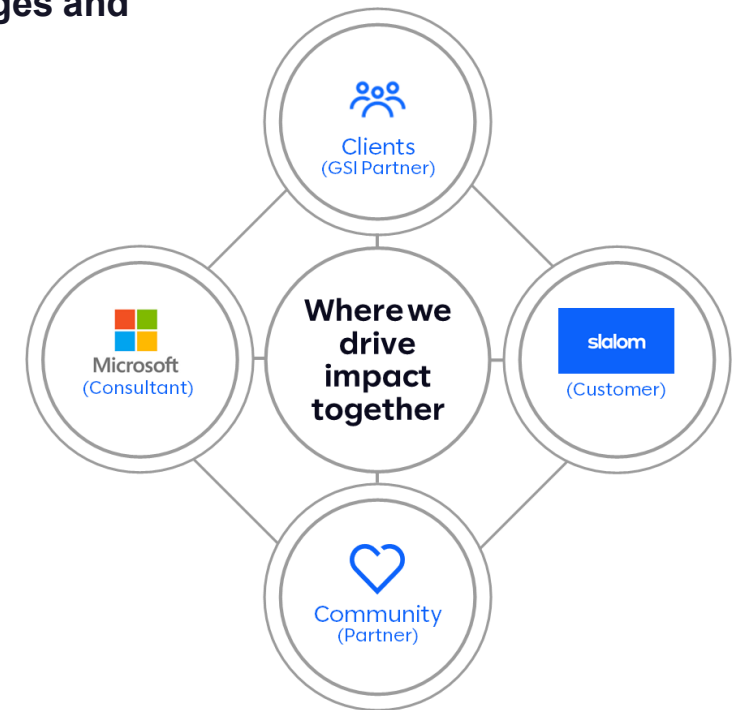 ges and
Clients
(GSI Partner)
Microsoft
(Consultant)
Where we
drive
impact
together
slalom
(Customer)
Community
(Partner)